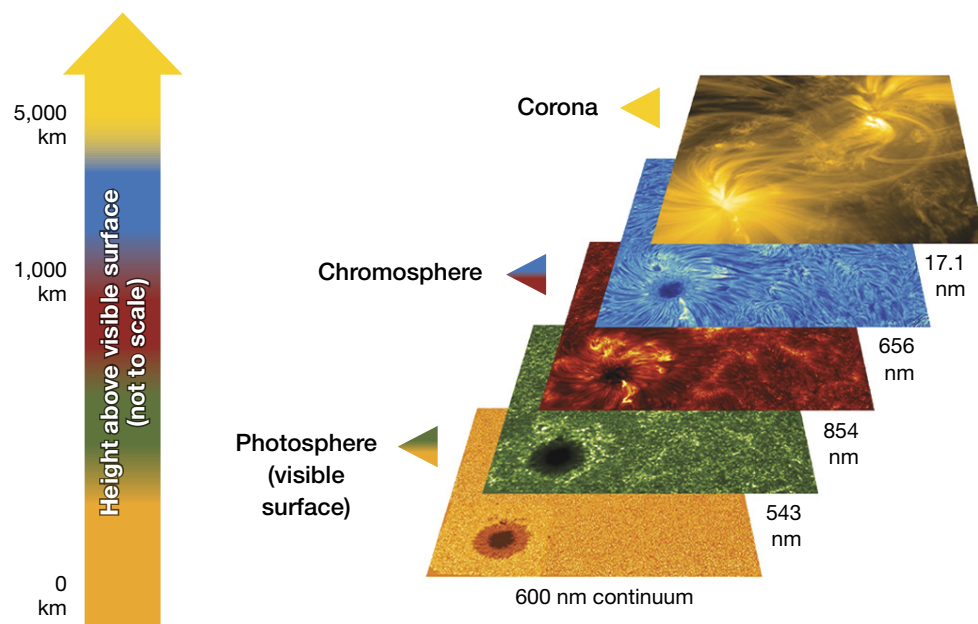 5,000
km
1,000
km
0
km
Height above visible surface
(not to scale)
Corona
Chromosphere
Photosphere
(visible
surface)
17.1
nm
656
nm
854
nm
543
nm
600 nm continuum